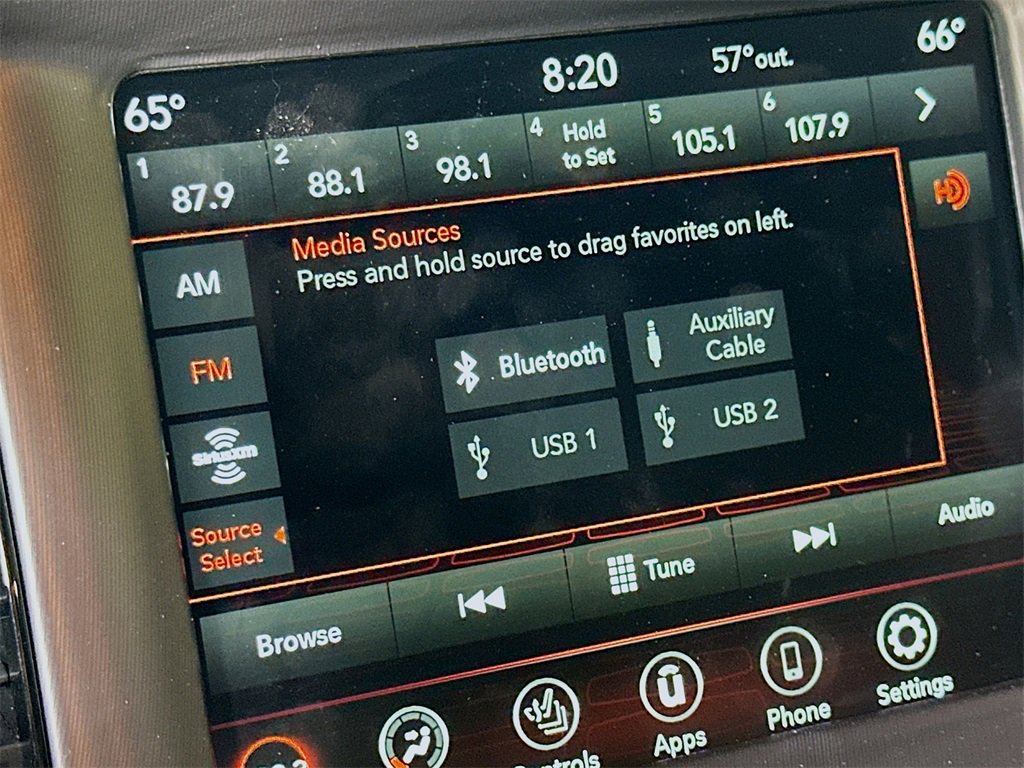 65° 8:20 57° out. 66°
1 87.9 2 88.1 3 98.1 4 Hold 5 105.1 6 107.9
to Set
HD
Media Sources
Press and hold source to drag favorites on left.
AM
FM
SiriusXM
Source
Select
Bluetooth
Auxiliary
Cable
USB 1
USB 2
Browse
Tune
Audio
Apps
Phone
Settings